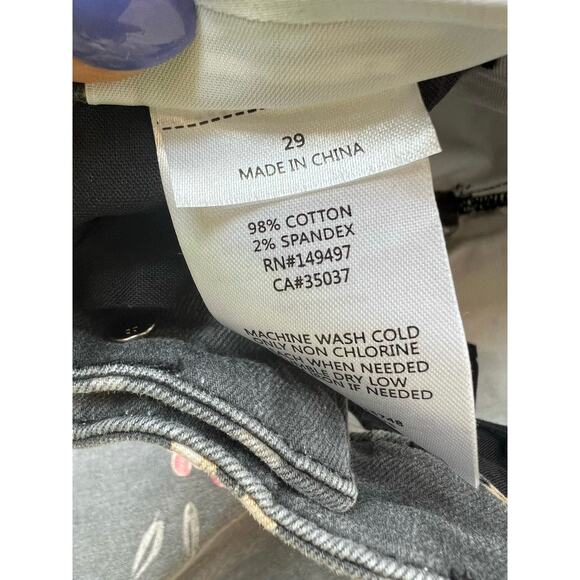 29
MADE IN CHINA
98% COTTON
2% SPANDEX
RN#149497
CA#35037
MACHINE WASH COLD
ONLY NON CHLORINE
WHEN NEEDED
DRY LOW
IF NEEDED